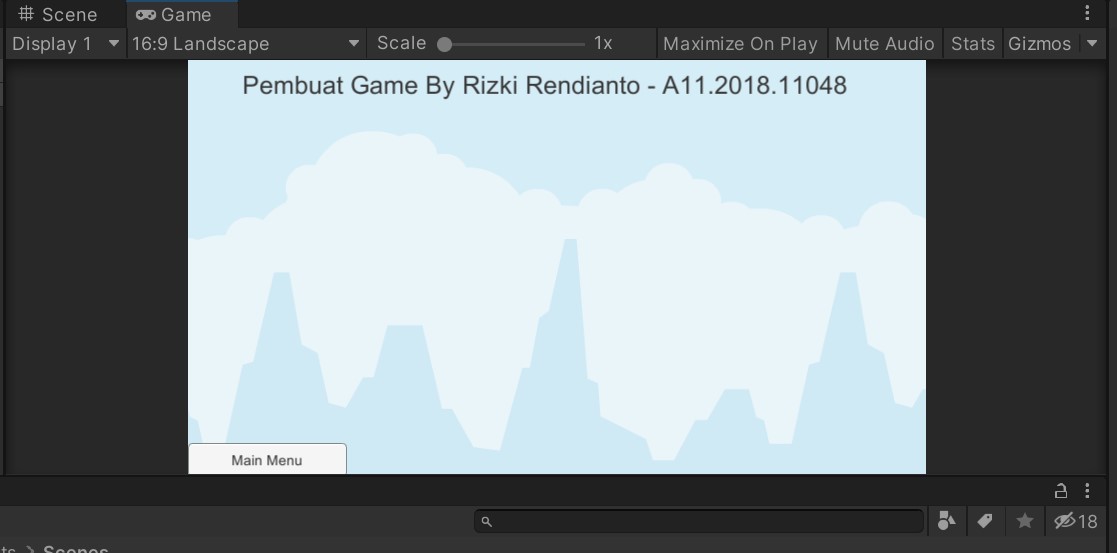 Scene Game
Display 1 16:9 Landscape Scale 1x Maximize On Play Mute Audio Stats Gizmos
Pembuat Game By Rizki Rendianto - A11.2018.11048
Main Menu
18
ts > Scenes